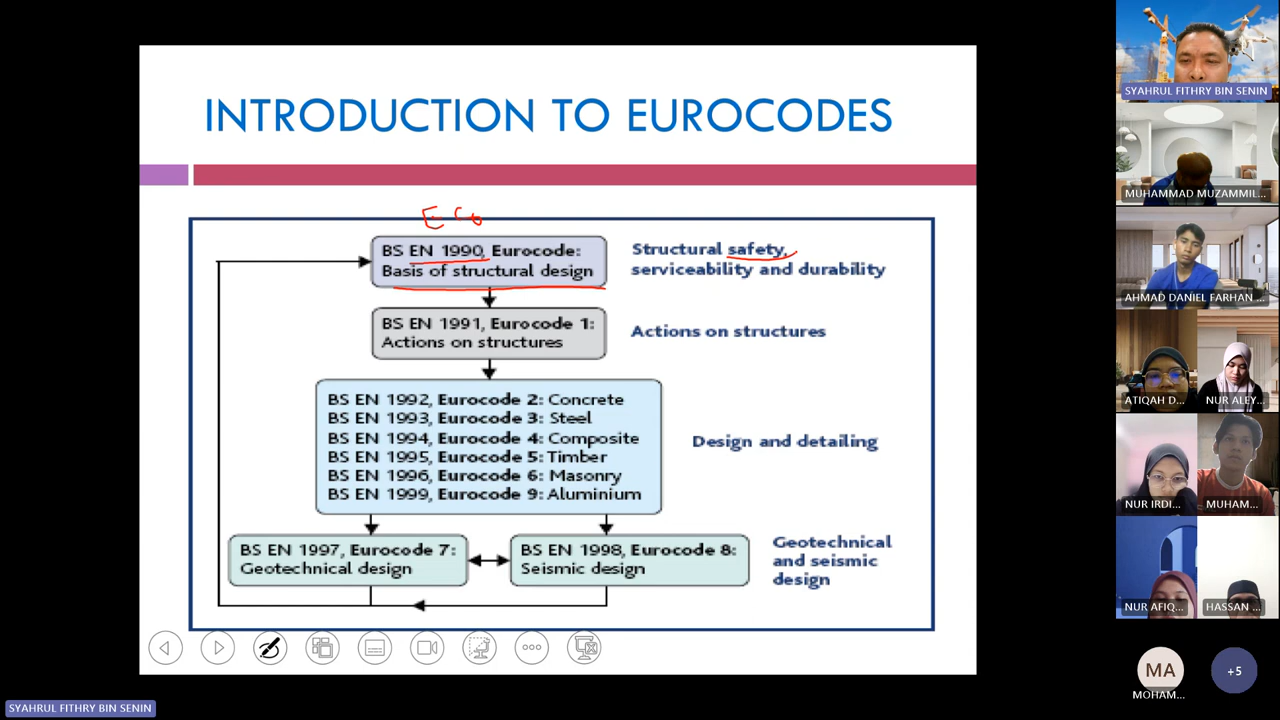 INTRODUCTION TO EUROCODES
EC0
BS EN 1990, Eurocode:
Basis of structural design
Structural safety,
serviceability and durability
BS EN 1991, Eurocode 1:
Actions on structures
Actions on structures
BS EN 1992, Eurocode 2: Concrete
BS EN 1993, Eurocode 3: Steel
BS EN 1994, Eurocode 4: Composite
BS EN 1995, Eurocode 5: Timber
BS EN 1996, Eurocode 6: Masonry
BS EN 1999, Eurocode 9: Aluminium
Design and detailing
BS EN 1997, Eurocode 7:
Geotechnical design
BS EN 1998, Eurocode 8:
Seismic design
Geotechnical
and seismic
design
SYAHRUL FITHRY BIN SENIN
MUHAMMAD MUZAMMIL...
AHMAD DANIEL FARHAN ...
ATIQAH D...
NUR ALEY...
NUR IRDI...
MUHAM...
NUR AFIQ...
HASSAN ...
MA
+5
MOHAM...
SYAHRUL FITHRY BIN SENIN